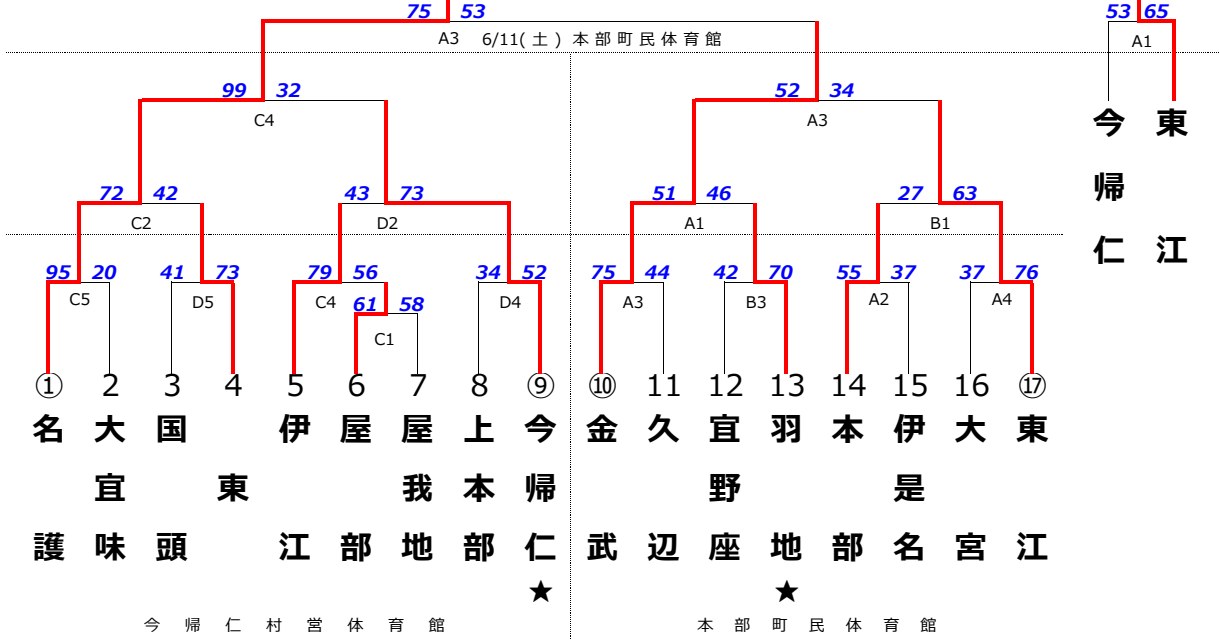 75 53
53 65
A3 6/11(土)本部町民体育館
A1
99 32
52 34
C4
A3
今帰仁
東江
72 42
43 73
51 46
27 63
C2
D2
A1
B1
95 20
41 73
79 56
34 52
75 44
42 70
55 37
37 76
C5
D5
C4
D4
A3
B3
A2
A4
61 58
C1
① 2 3 4 5 6 7 8 ⑨ ⑩ 11 12 13 14 15 16 ⑰
名護
大宜味
国頭
東
伊江
屋部
屋我地
上本部
今帰仁★
金武
久辺
宜野座
羽地★
本部
伊是名
大宮
東江
今帰仁村営体育館
本部町民体育館